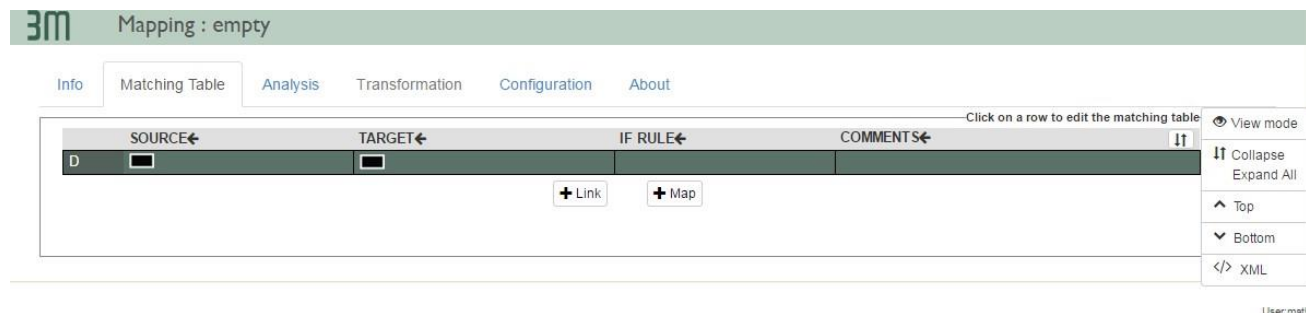 3m Mapping : empty
Info Matching Table Analysis Transformation Configuration About
Click on a row to edit the matching table
SOURCE TARGET IF RULE COMMENTS
D
Link Map
View mode
Collapse
Expand All
Top
Bottom
</> XML